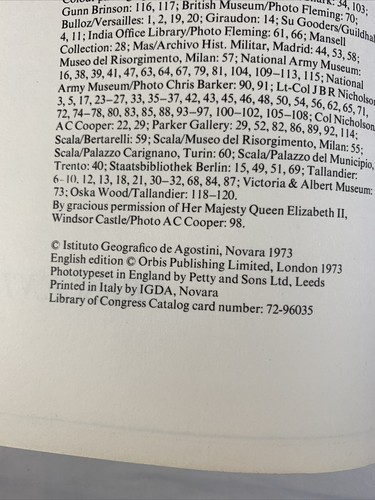 34, 103;
Gunn Brinson: 116, 117; British Museum/Photo Fleming: 70;
Bulloz/Versailles: 1, 2, 19, 20; Giraudon: 14; Su Gooders/Guildhall
4, 11; India Office Library/Photo Fleming: 61, 66; Mansell
Collection: 28; Mas/Archivo Hist. Militar, Madrid: 44, 53, 58;
Museo del Risorgimento, Milan: 57; National Army Museum:
16, 38, 39, 41, 47, 63, 64, 67, 79, 81, 104, 109–113, 115; National
Army Museum/Photo Chris Barker: 90, 91; Lt-Col J B R Nicholson
3, 5, 17, 23–27, 33, 35–37, 42, 43, 45, 46, 48, 50, 54, 56, 62, 65, 71,
72, 74–78, 80, 83, 85, 88, 93–97, 100–102, 105–108; Col Nicholson
A C Cooper: 22, 29; Parker Gallery: 29, 52, 82, 86, 89, 92, 114;
Scala/Bertarelli: 59; Scala/Museo del Risorgimento, Milan: 55;
Scala/Palazzo Carignano, Turin: 60; Scala/Palazzo del Municipio,
Trento: 40; Staatsbibliothek Berlin: 15, 49, 51, 69; Tallandier:
6–10, 12, 13, 18, 21, 30–32, 68, 84, 87; Victoria & Albert Museum:
73; Oska Wood/Tallandier: 118–120.
By gracious permission of Her Majesty Queen Elizabeth II,
Windsor Castle/Photo A C Cooper: 98.
© Istituto Geografico de Agostini, Novara 1973
English edition © Orbis Publishing Limited, London 1973
Phototypeset in England by Petty and Sons Ltd, Leeds
Printed in Italy by IGDA, Novara
Library of Congress Catalog card number: 72-96035